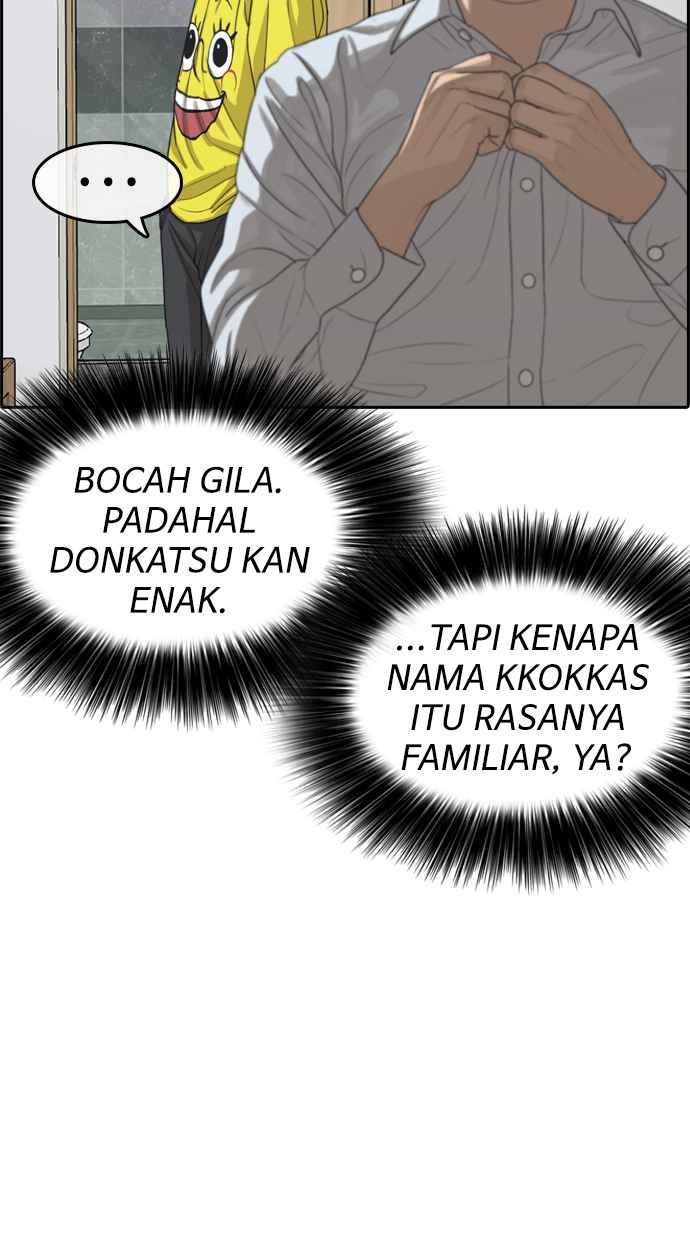 ...
BOCAH GILA.
PADAHAL
DONKATSU KAN
ENAK.
...TAPI KENAPA
NAMA KKOKKAS
ITU RASANYA
FAMILIAR, YA?